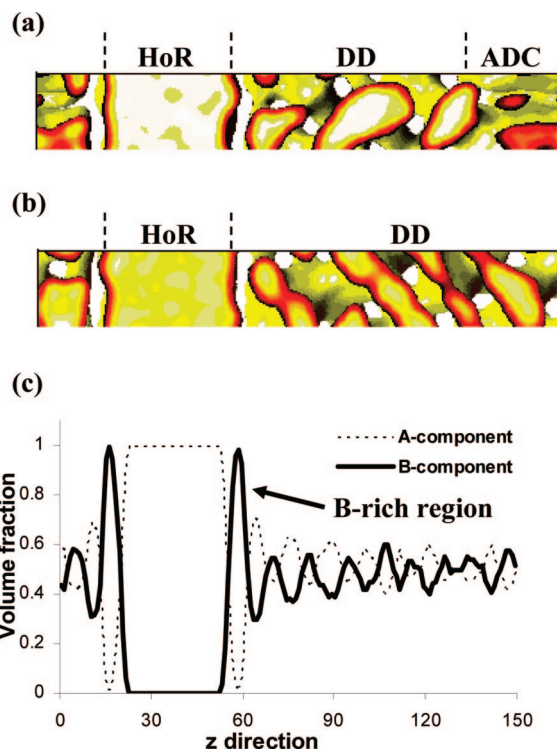 (a)
HoR DD ADC
(b)
HoR DD
(c)
Volume fraction
1
0.8
0.6
0.4
0.2
0
A-component
B-component
B-rich region
0 30 60 90 120 150
z direction